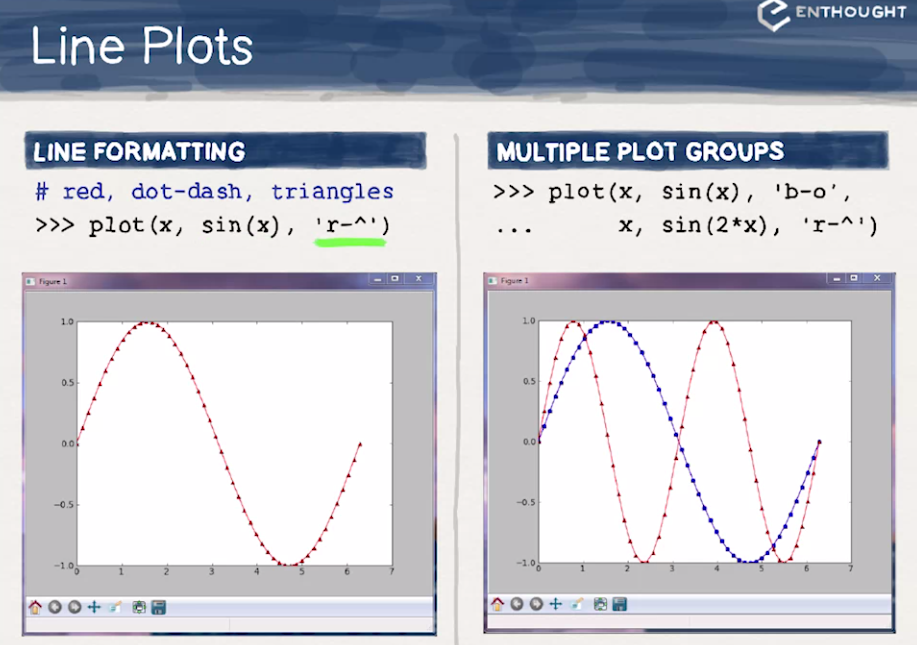 ENTHOUGHT
Line Plots
LINE FORMATTING
# red, dot-dash, triangles
>>> plot(x, sin(x), 'r-^')
Figure 1
1.0
0.5
0.0
−0.5
−1.0
0 1 2 3 4 5 6 7
MULTIPLE PLOT GROUPS
>>> plot(x, sin(x), 'b-o',
... x, sin(2*x), 'r-^')
Figure 1
1.0
0.5
0.0
−0.5
−1.0
0 1 2 3 4 5 6 7